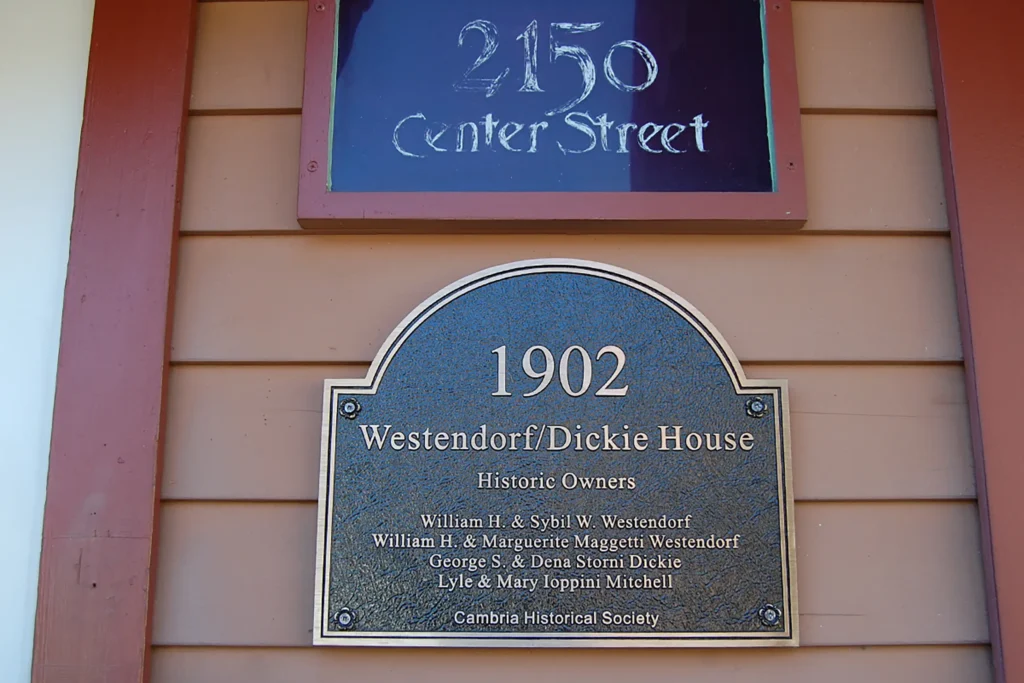 2150
Center Street
1902
Westendorf/Dickie House
Historic Owners
William H. & Sybil W. Westendorf
William H. & Marguerite Maggetti Westendorf
George S. & Dena Storni Dickie
Lyle & Mary Ioppini Mitchell
Cambria Historical Society